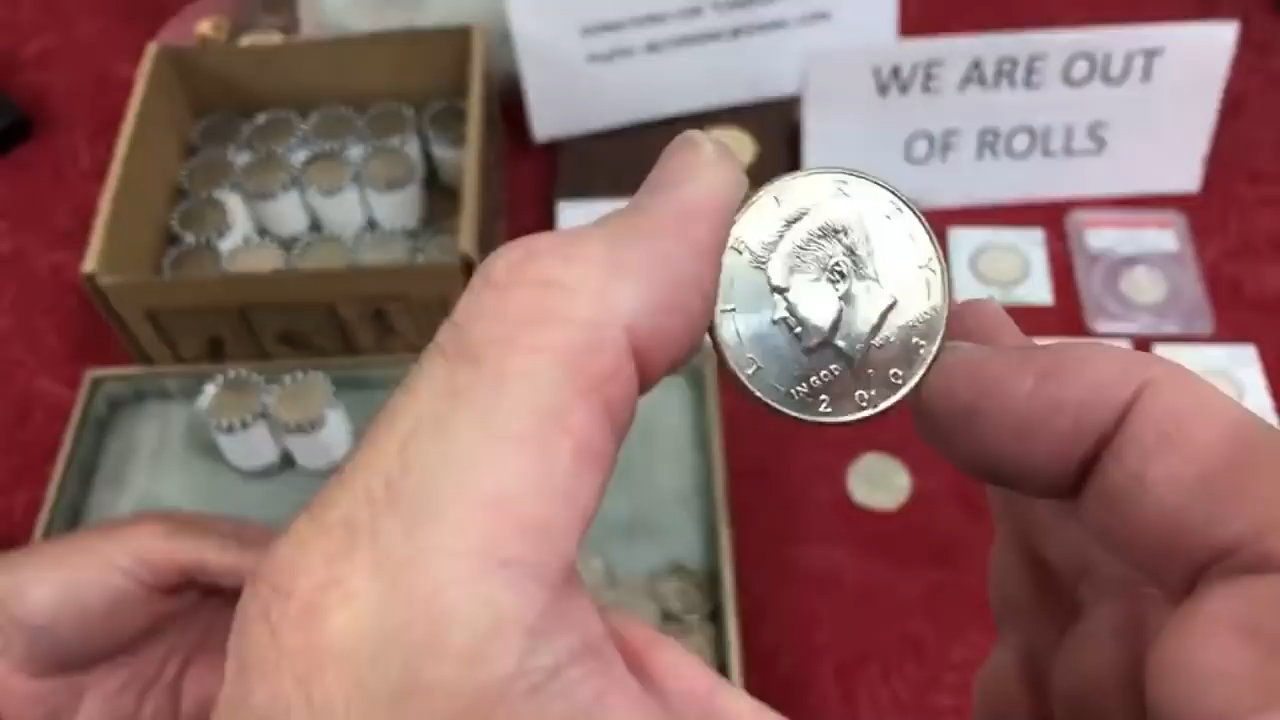 WE ARE OUT
OF ROLLS
LIBERTY
IN GOD WE TRUST
2003